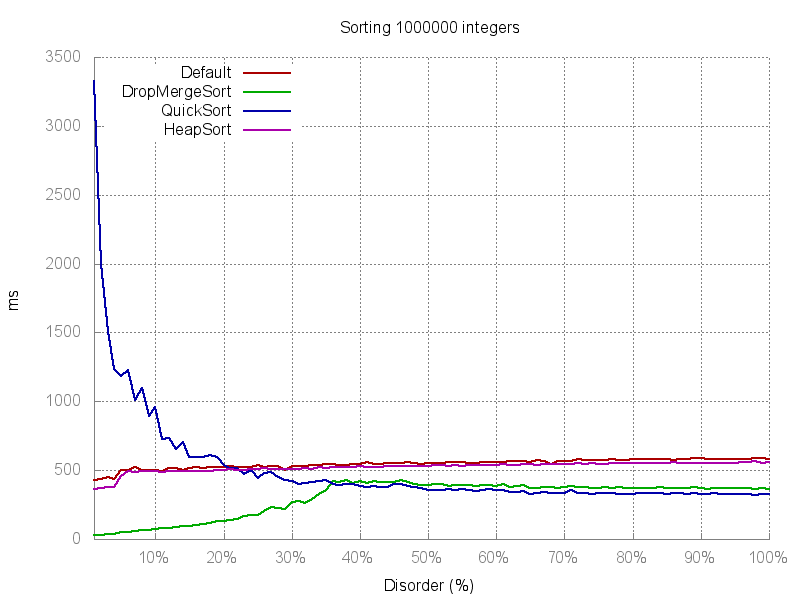 Sorting 1000000 integers
3500
3000
2500
2000
1500
1000
500
0
ms
Default
DropMergeSort
QuickSort
HeapSort
10% 20% 30% 40% 50% 60% 70% 80% 90% 100%
Disorder (%)